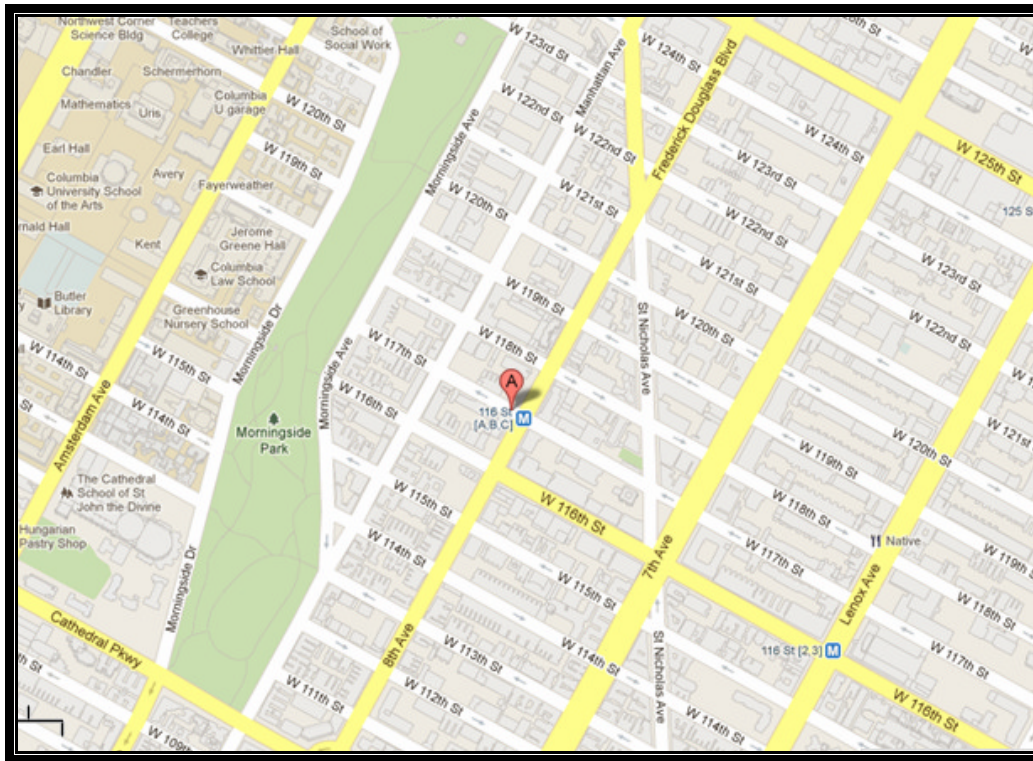 Northwest Corner
Science Bldg
Teachers
College
Whittier Hall
School of
Social Work
Chandler
Schermerhorn
Mathematics
Uris
Columbia
U garage
Earl Hall
Avery
Columbia
University School
of the Arts
Fayerweather
Kent
Jerome
Greene Hall
Columbia
Law School
Butler
Library
Greenhouse
Nursery School
W 120th St
W 119th St
W 114th St
W 115th St
W 114th St
Amsterdam Ave
Morningside Dr
Morningside Dr
Morningside
Park
The Cathedral
School of St
John the Divine
Hungarian
Pastry Shop
Cathedral Pkwy
Morningside Ave
Morningside Ave
Manhattan Ave
Frederick Douglass Blvd
W 123rd St
W 124th St
W 122nd St
W 122nd St
W 124th St
W 125th St
W 123rd St
W 121st St
W 120th St
W 122nd St
W 123rd St
W 121st St
W 122nd St
W 119th St
W 120th St
W 118th St
W 117th St
W 116th St
St Nicholas Ave
A
116 St
[A,B,C]
M
W 121st St
W 120th St
W 119th St
W 118th St
W 119th St
W 115th St
W 116th St
W 114th St
W 117th St
Native
7th Ave
Lenox Ave
W 118th St
W 115th St
W 117th St
8th Ave
W 113th St
W 114th St
116 St [2,3]
M
St Nicholas Ave
W 111th St
W 112th St
W 114th St
W 116th St